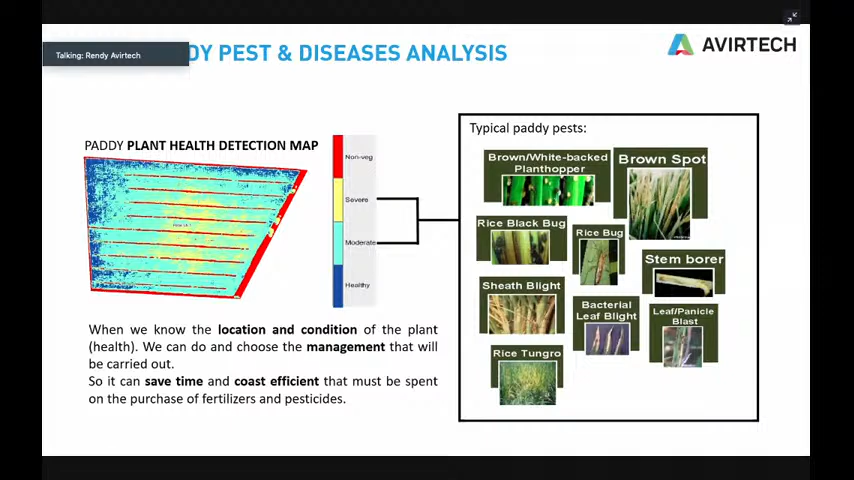 Talking: Rendy Avirtech
DY PEST & DISEASES ANALYSIS
AVIRTECH
PADDY PLANT HEALTH DETECTION MAP
Non-veg
Severe
Moderate
Healthy
When we know the location and condition of the plant
(health). We can do and choose the management that will
be carried out.
So it can save time and coast efficient that must be spent
on the purchase of fertilizers and pesticides.
Typical paddy pests:
Brown/White-backed
Planthopper
Brown Spot
Rice Black Bug
Rice Bug
Stem borer
Sheath Blight
Bacterial
Leaf Blight
Leaf/Panicle
Blast
Rice Tungro